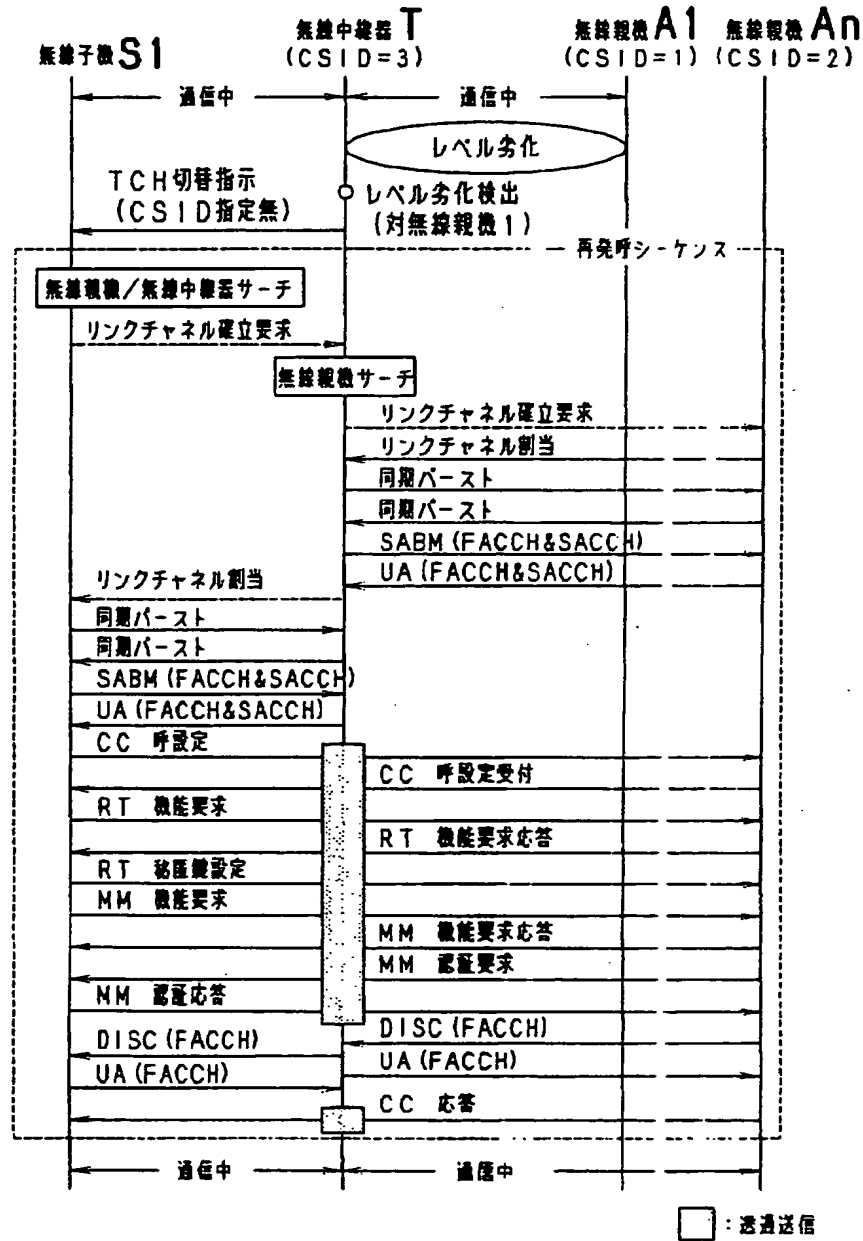 無線子機S1
無線中継器T
(CSID=3)
無線親機A1
(CSID=1)
無線親機An
(CSID=2)
通信中
通信中
レベル劣化
TCH切替指示
(CSID指定無)
レベル劣化検出
(対無線親機1)
再発呼シーケンス
無線親機/無線中継器サーチ
リンクチャネル確立要求
無線親機サーチ
リンクチャネル確立要求
リンクチャネル割当
同期バースト
同期バースト
SABM(FACCH&SACCH)
UA(FACCH&SACCH)
リンクチャネル割当
同期バースト
同期バースト
SABM(FACCH&SACCH)
UA(FACCH&SACCH)
CC 呼設定
CC 呼設定受付
RT 機能要求
RT 機能要求応答
RT 秘匿鍵設定
MM 機能要求
MM 機能要求応答
MM 認証要求
MM 認証応答
DISC(FACCH)
DISC(FACCH)
UA(FACCH)
UA(FACCH)
CC 応答
通信中
通信中
:透過送信